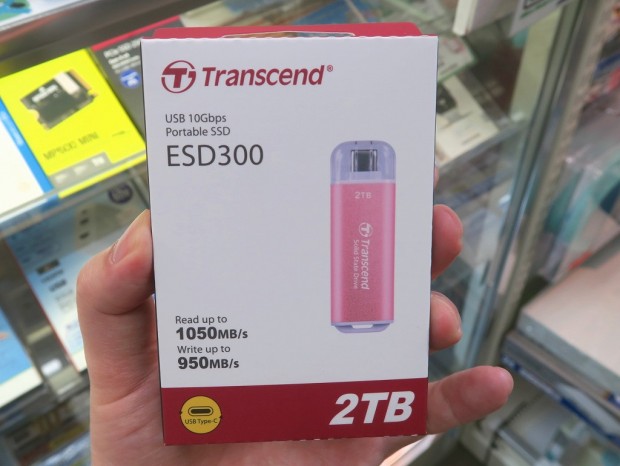 Transcend®
USB 10Gbps
Portable SSD
ESD300
2TB
Transcend
Solid State Drive
Read up to
1050MB/s
Write up to
950MB/s
USB Type-C
2TB
MP600 MINI